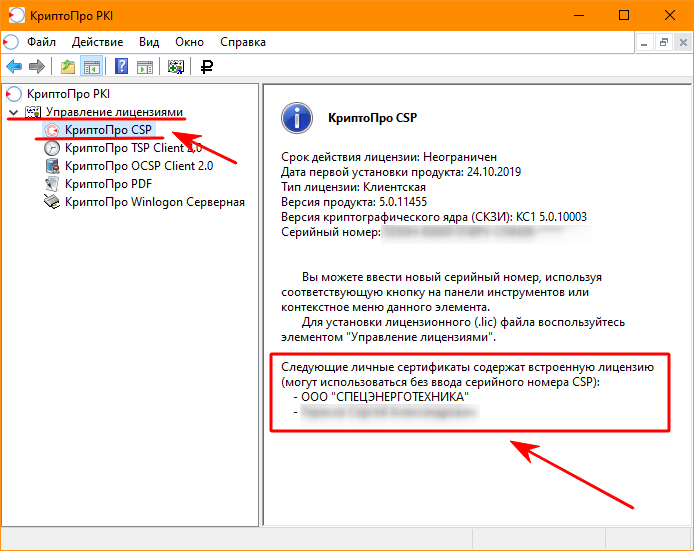 КриптоПро PKI
Файл Действие Вид Окно Справка
КриптоПро PKI
Управление лицензиями
КриптоПро CSP
КриптоПро TSP Client 2.0
КриптоПро OCSP Client 2.0
КриптоПро PDF
КриптоПро Winlogon Серверная
КриптоПро CSP
Срок действия лицензии: Неограничен
Дата первой установки продукта: 24.10.2019
Тип лицензии: Клиентская
Версия продукта: 5.0.11455
Версия криптографического ядра (СКЗИ): КС1 5.0.10003
Серийный номер:
Вы можете ввести новый серийный номер, используя
соответствующую кнопку на панели инструментов или
контекстное меню данного элемента.
Для установки лицензионного (.lic) файла воспользуйтесь
элементом "Управление лицензиями".
Следующие личные сертификаты содержат встроенную лицензию
(могут использоваться без ввода серийного номера CSP):
- ООО "СПЕЦЭНЕРГОТЕХНИКА"
-